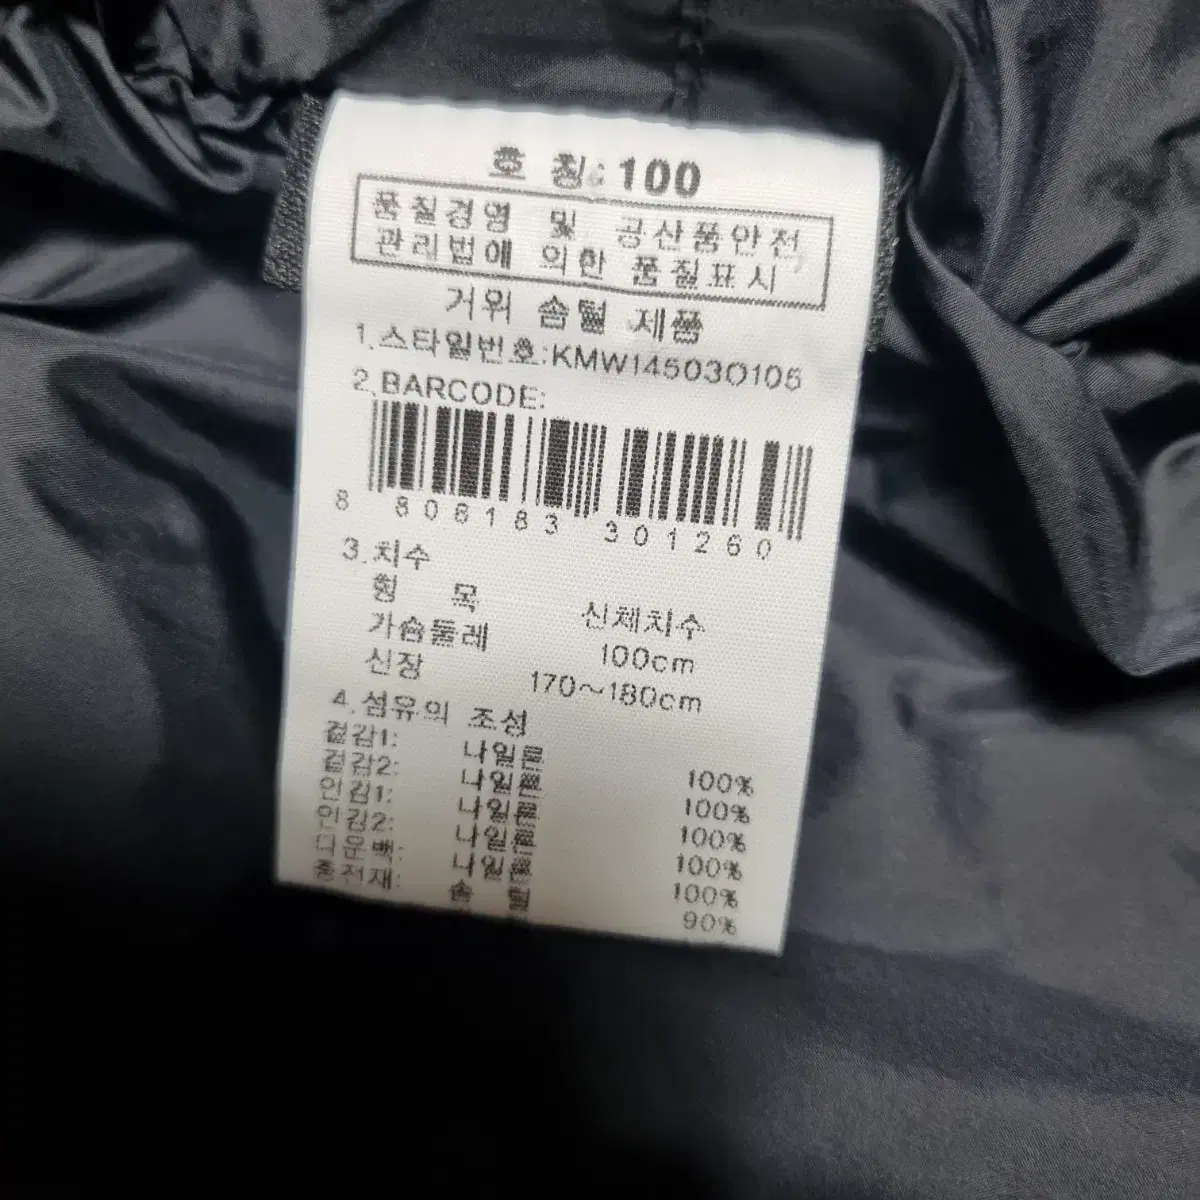 호 칭: 100
품질경영 및 공산품안전,
관리법에 의한 품질표시
거위 솜털 제품
1.스타일번호:KMW14503O106
2.BARCODE:
8 808183 301260
3.치수
항 목 신체치수
가슴둘레 100cm
신장 170~180cm
4.섬유의 조성
겉감1: 나일론 100%
겉감2: 나일론 100%
안감1: 나일론 100%
안감2: 나일론 100%
다운백: 나일론 100%
충전재: 솜털 90%